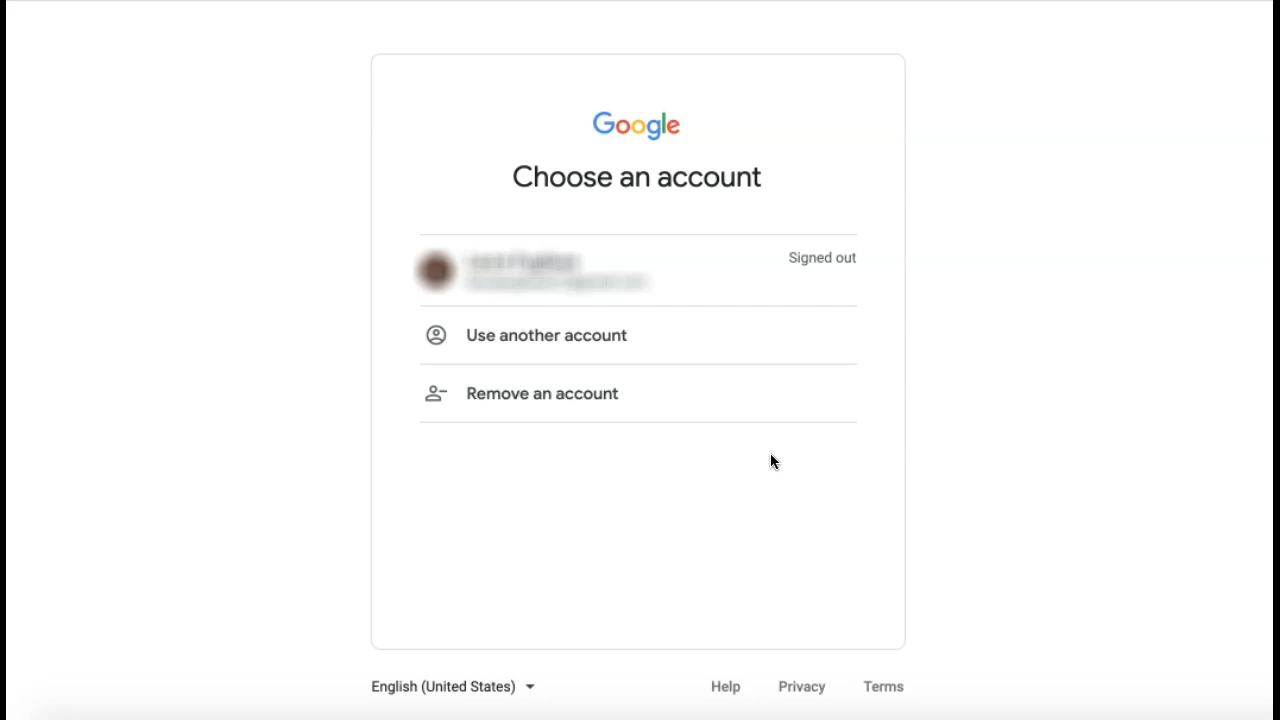 Google
Choose an account
Signed out
Use another account
Remove an account
English (United States)
Help
Privacy
Terms